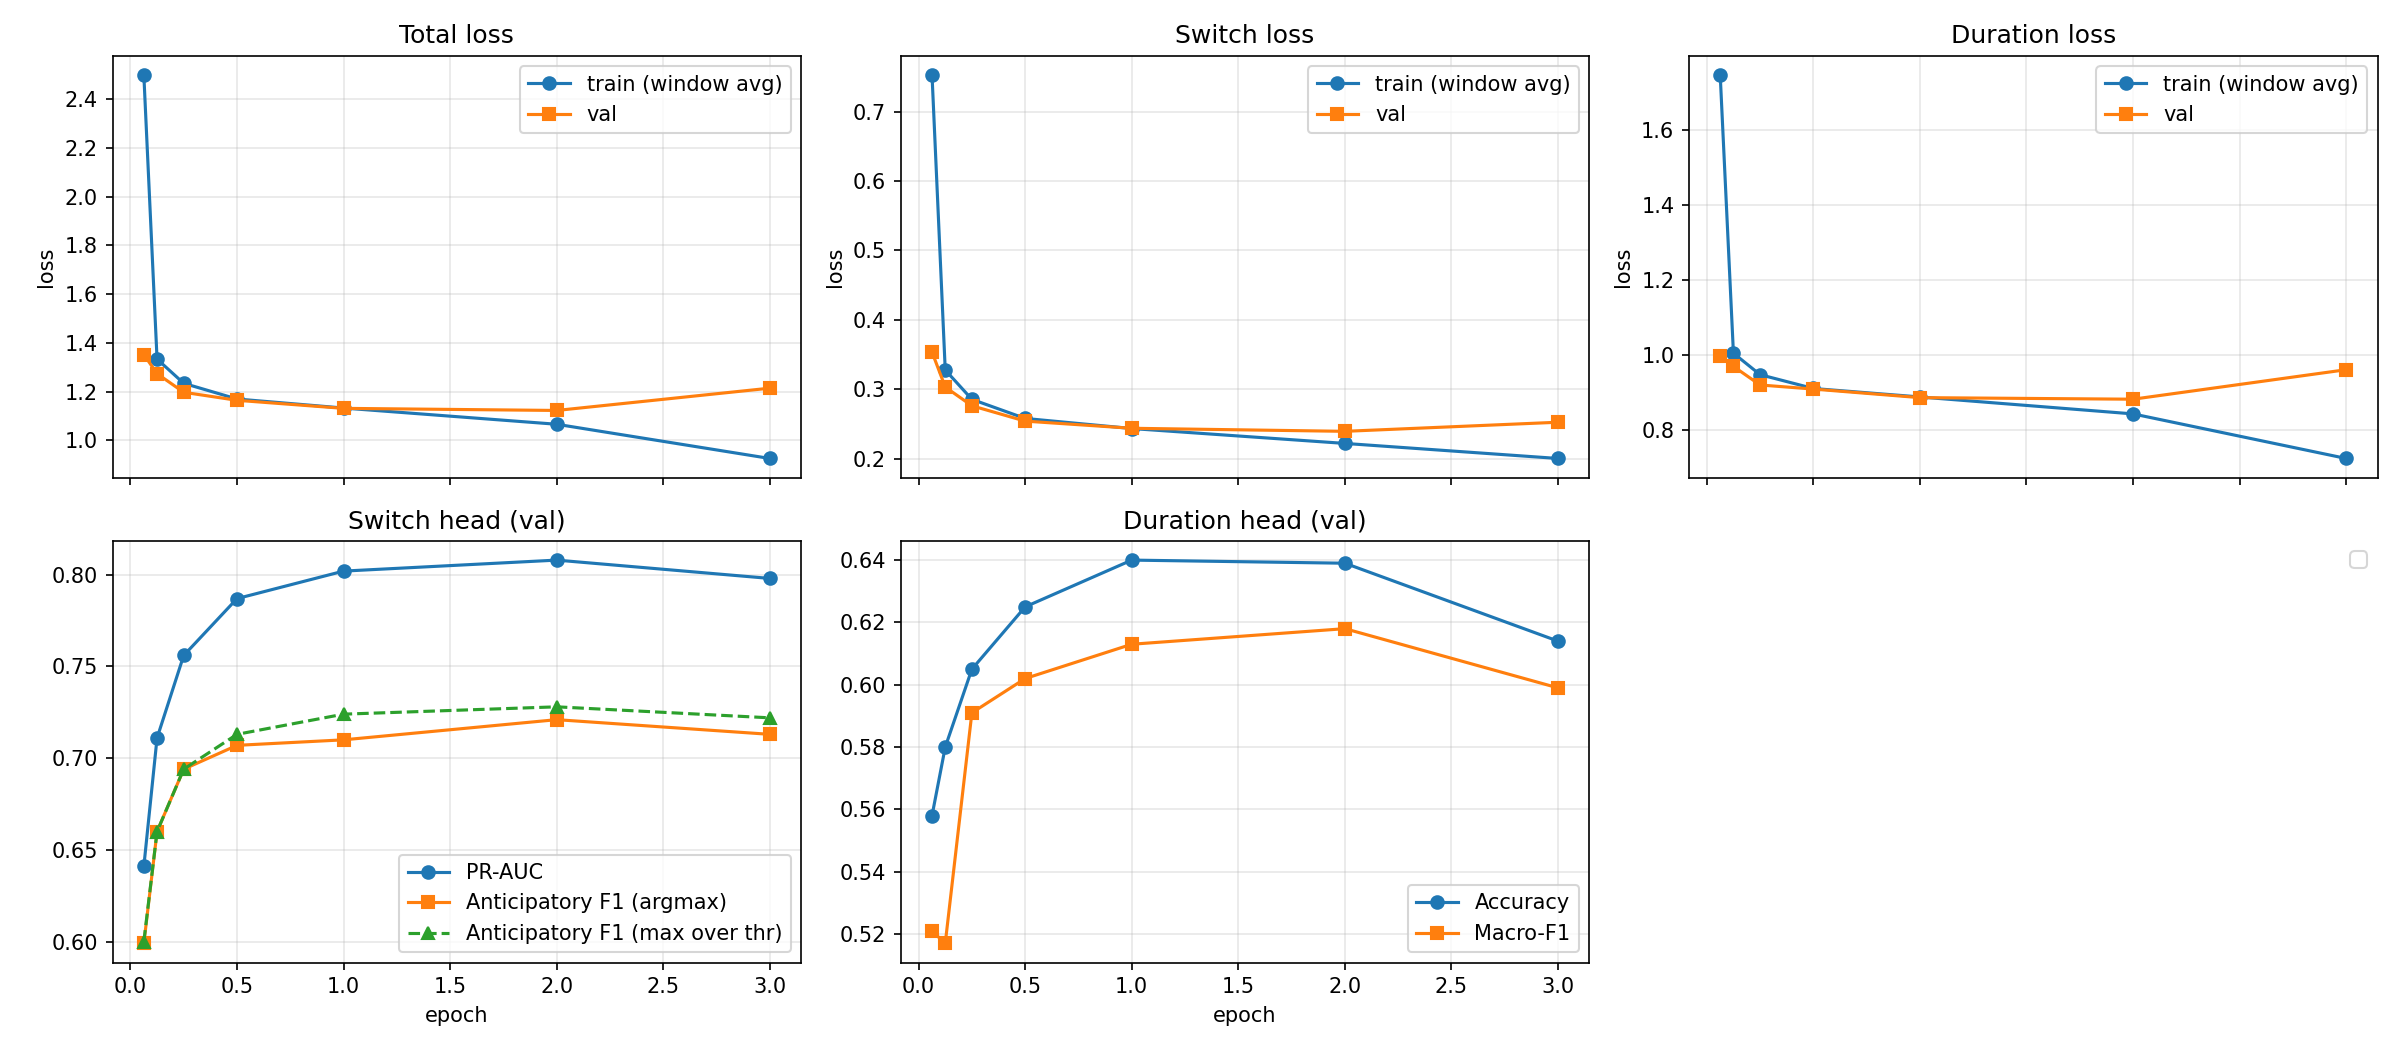 Total loss
Switch loss
Duration loss
train (window avg)
val
train (window avg)
val
train (window avg)
val
loss
2.4
2.2
2.0
1.8
1.6
1.4
1.2
1.0
loss
0.7
0.6
0.5
0.4
0.3
0.2
loss
1.6
1.4
1.2
1.0
0.8
Switch head (val)
Duration head (val)
0.80
0.75
0.70
0.65
0.60
PR-AUC
Anticipatory F1 (argmax)
Anticipatory F1 (max over thr)
0.0 0.5 1.0 1.5 2.0 2.5 3.0
epoch
0.64
0.62
0.60
0.58
0.56
0.54
0.52
Accuracy
Macro-F1
0.0 0.5 1.0 1.5 2.0 2.5 3.0
epoch